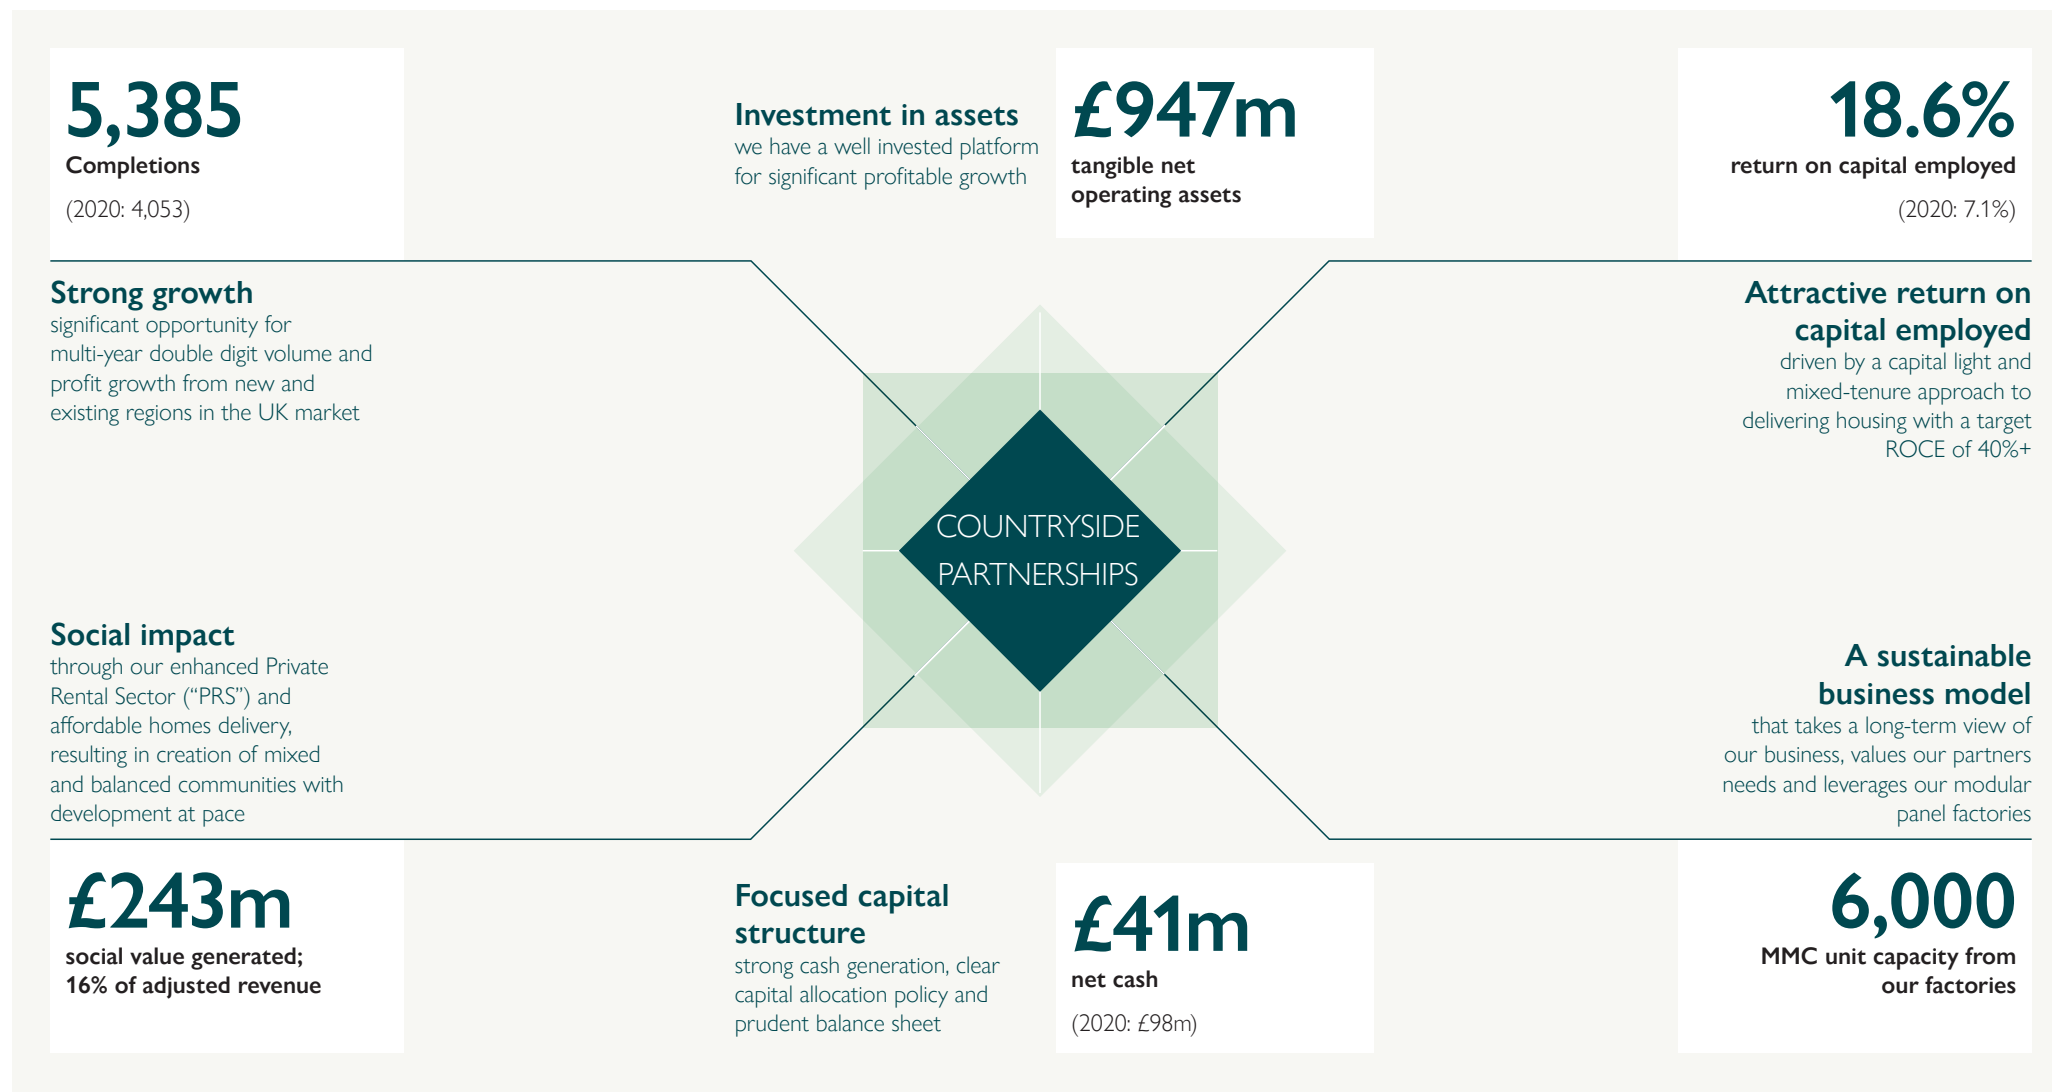 5,385
Completions
(2020: 4,053)
Strong growth
significant opportunity for
multi-year double digit volume and
profit growth from new and
existing regions in the UK market
Investment in assets
we have a well invested platform
for significant profitable growth
£947m
tangible net
operating assets
18.6%
return on capital employed
(2020: 7.1%)
Attractive return on
capital employed
driven by a capital light and
mixed-tenure approach to
delivering housing with a target
ROCE of 40%+
COUNTRYSIDE
PARTNERSHIPS
Social impact
through our enhanced Private
Rental Sector (“PRS”) and
affordable homes delivery,
resulting in creation of mixed
and balanced communities with
development at pace
£243m
social value generated;
16% of adjusted revenue
Focused capital
structure
strong cash generation, clear
capital allocation policy and
prudent balance sheet
£41m
net cash
(2020: £98m)
A sustainable
business model
that takes a long-term view of
our business, values our partners
needs and leverages our modular
panel factories
6,000
MMC unit capacity from
our factories